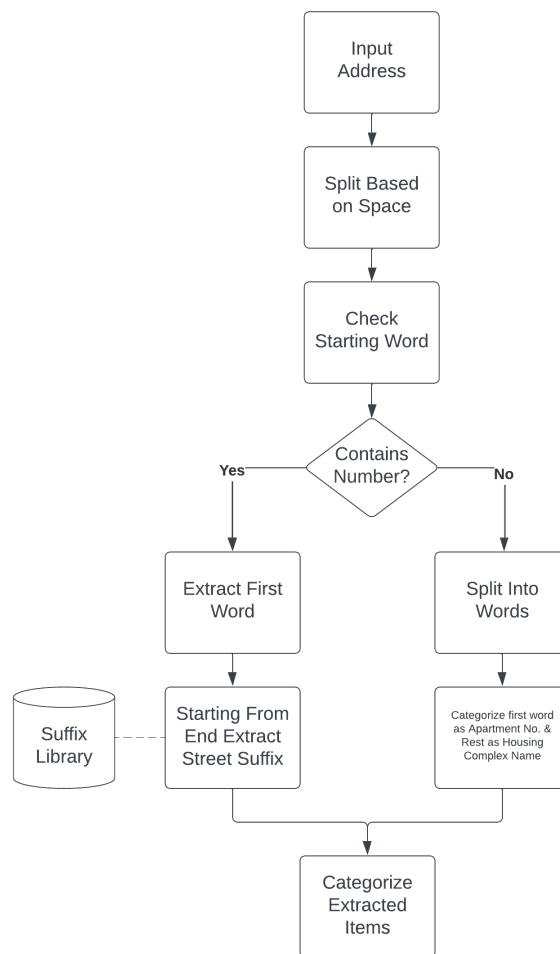 Input
Address
Split Based
on Space
Check
Starting Word
Contains
Number?
Yes
No
Extract First
Word
Split Into
Words
Suffix
Library
Starting From
End Extract
Street Suffix
Categorize first word
as Apartment No. &
Rest as Housing
Complex Name
Categorize
Extracted
Items